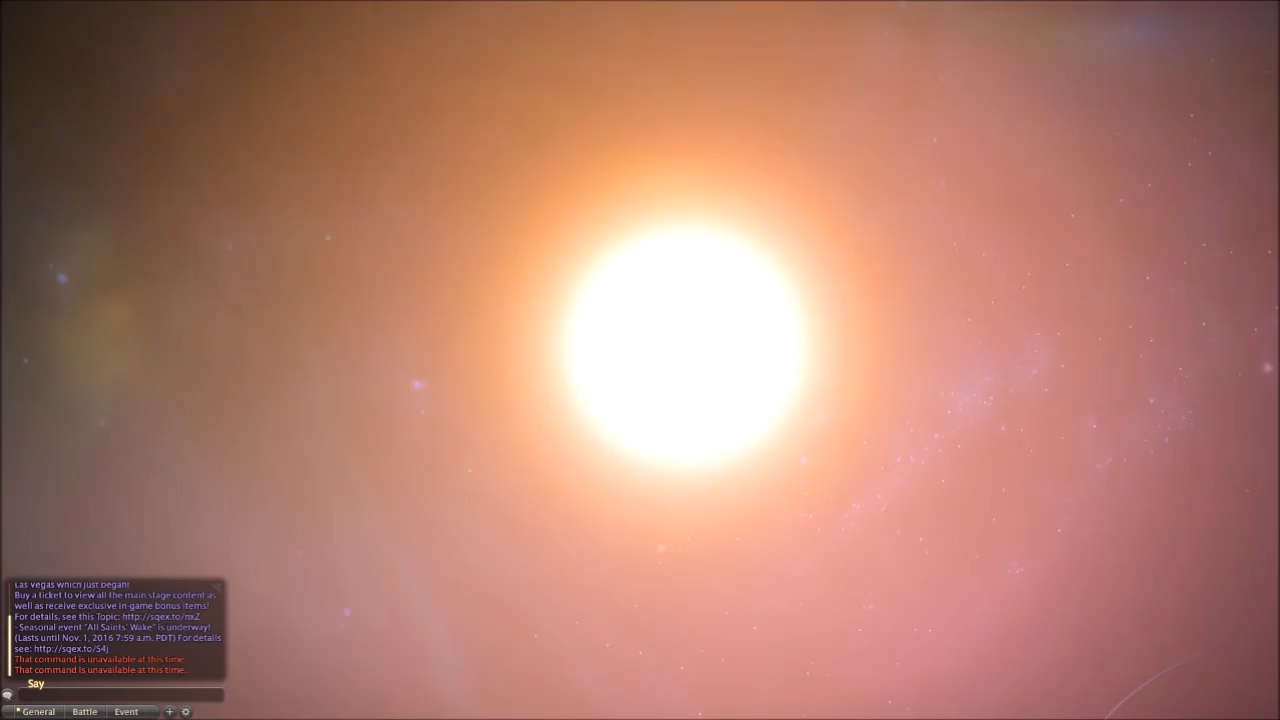 Las Vegas which just began!
Buy a ticket to view all the main stage content as
well as receive exclusive in-game bonus items!
For details, see this Topic: http://sqex.to/nxZ
- Seasonal event "All Saints' Wake" is underway!
(Lasts until Nov. 1, 2016 7:59 a.m. PDT) For details
see: http://sqex.to/S4j
That command is unavailable at this time.
That command is unavailable at this time.
Say
General Battle Event